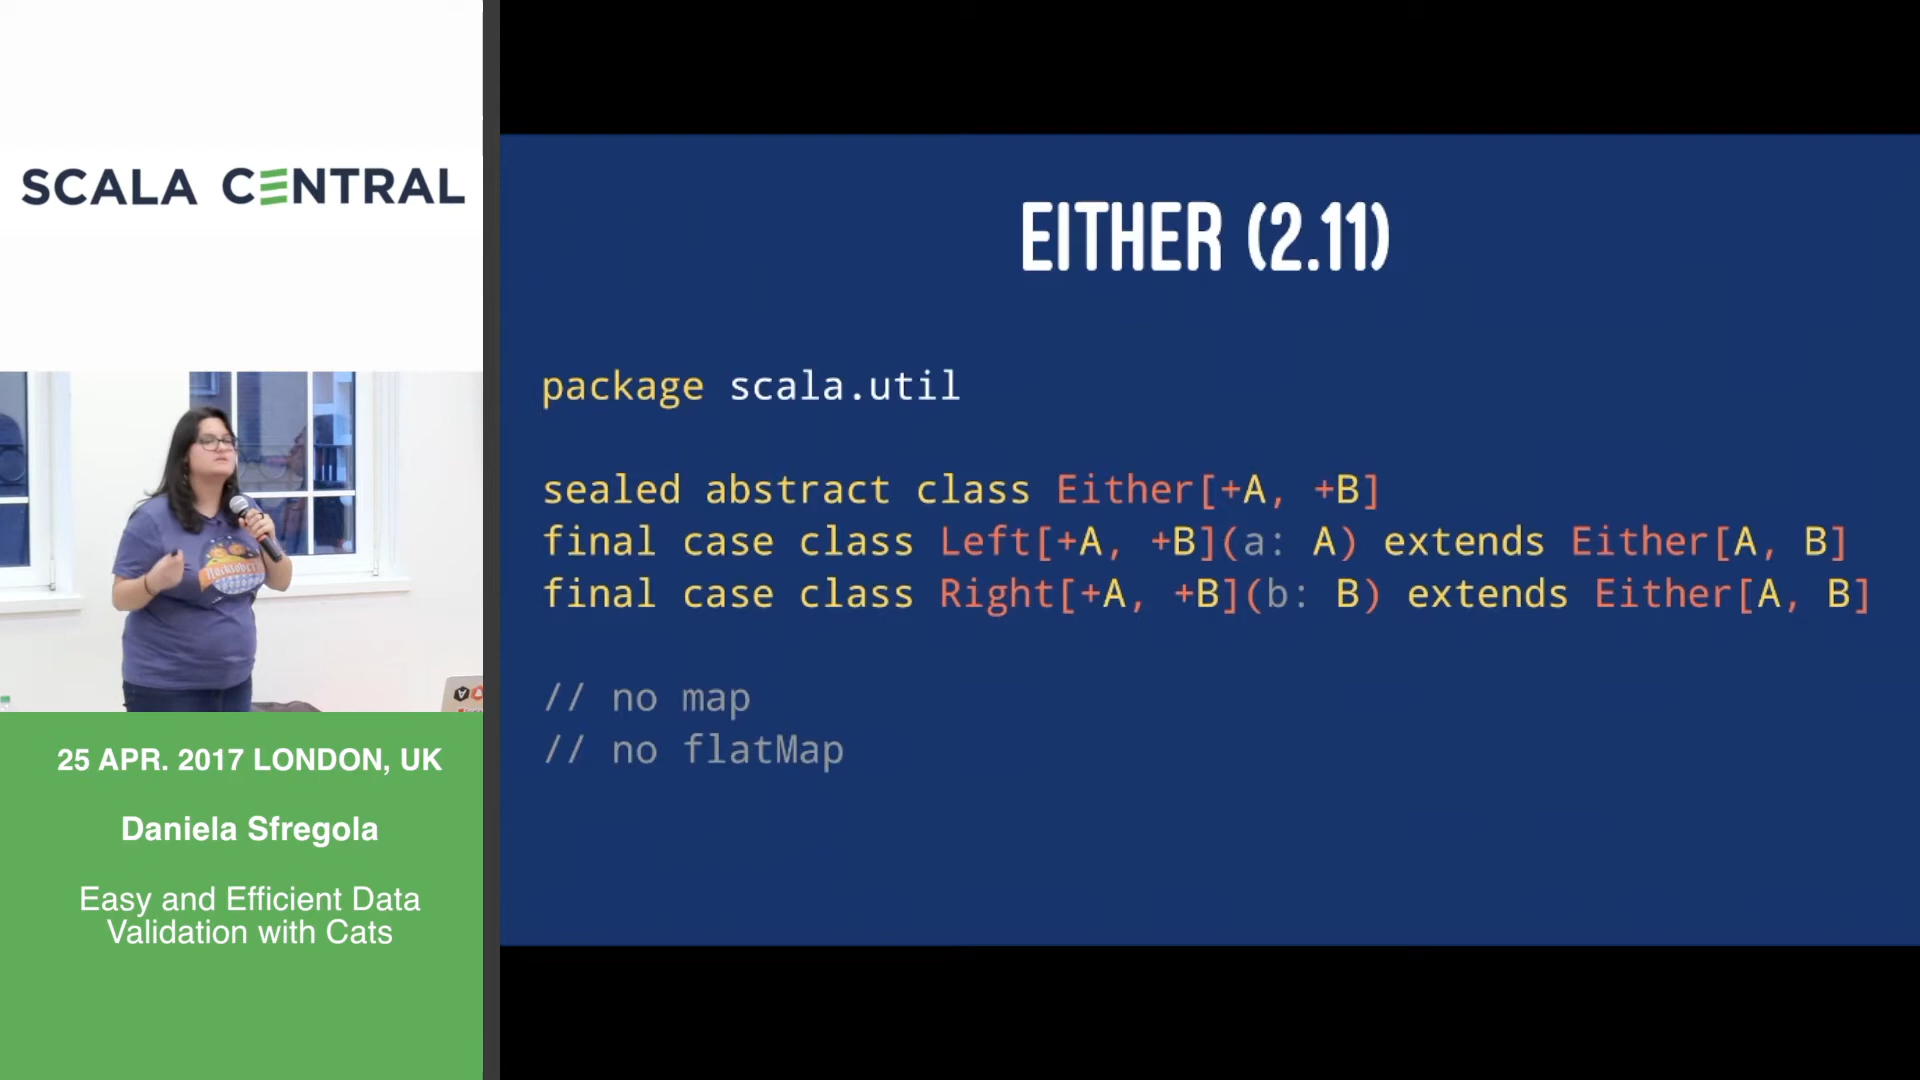 SCALA CENTRAL
25 APR. 2017 LONDON, UK
Daniela Sfregola
Easy and Efficient Data
Validation with Cats
EITHER (2.11)
package scala.util
sealed abstract class Either[+A, +B]
final case class Left[+A, +B](a: A) extends Either[A, B]
final case class Right[+A, +B](b: B) extends Either[A, B]
// no map
// no flatMap